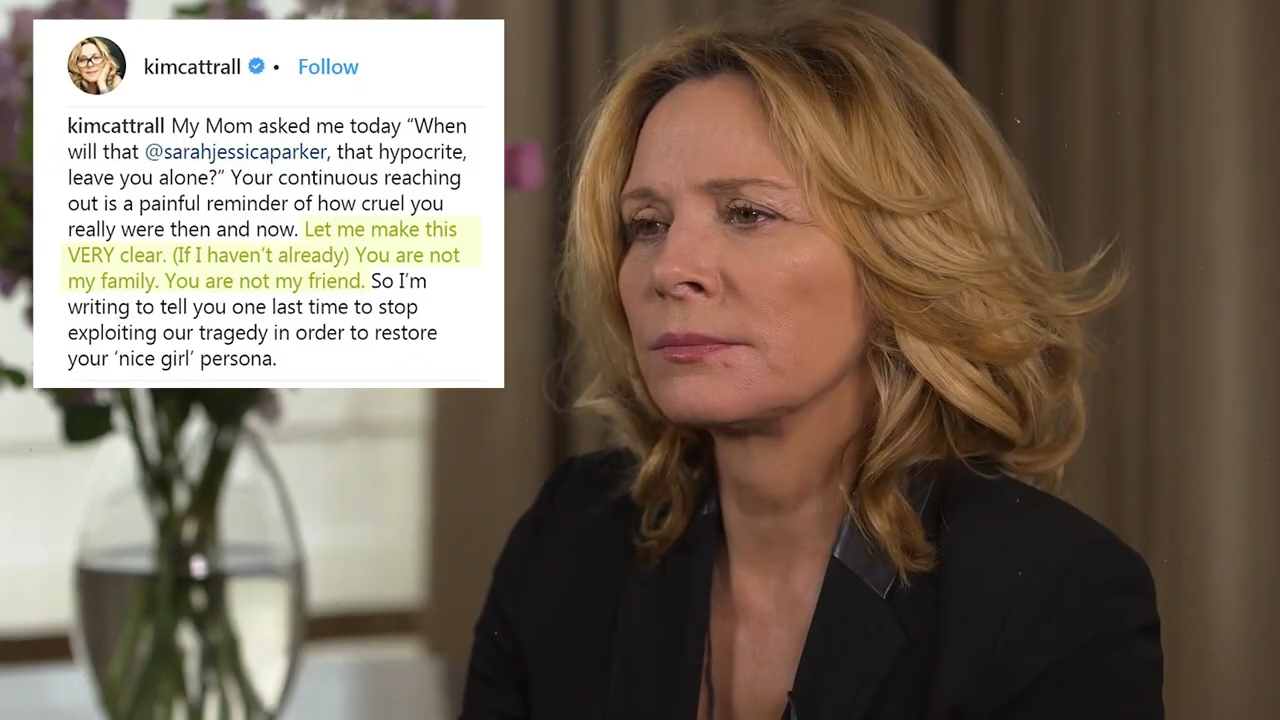 kimcattrall • Follow
kimcattrall My Mom asked me today “When
will that @sarahjessicaparker, that hypocrite,
leave you alone?” Your continuous reaching
out is a painful reminder of how cruel you
really were then and now. Let me make this
VERY clear. (If I haven’t already) You are not
my family. You are not my friend. So I’m
writing to tell you one last time to stop
exploiting our tragedy in order to restore
your ‘nice girl’ persona.